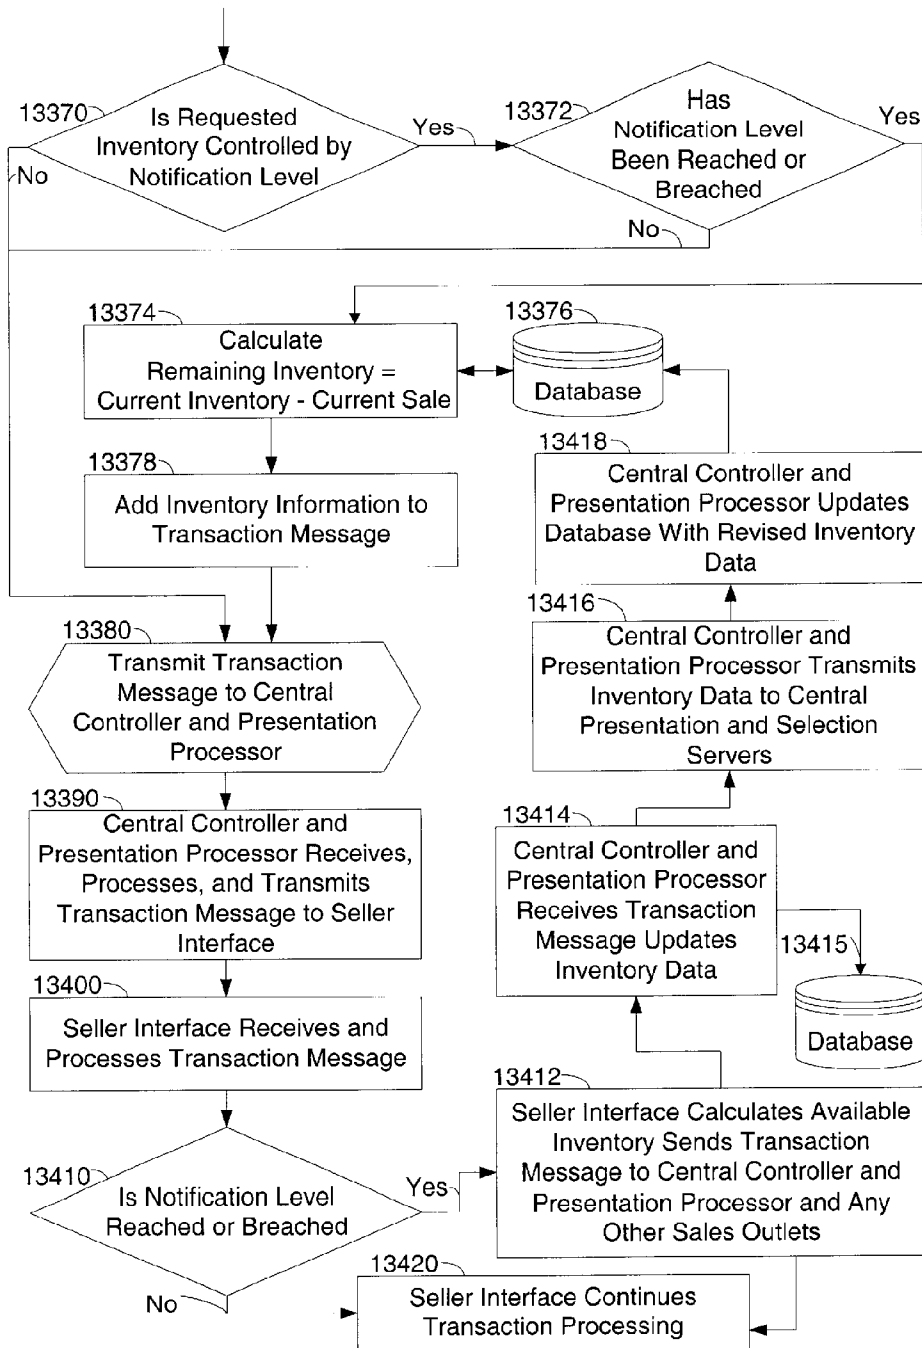 13370
Is Requested
Inventory Controlled by
Notification Level
Yes
No
13372
Has
Notification Level
Been Reached or
Breached
Yes
No
13374
Calculate
Remaining Inventory =
Current Inventory - Current Sale
13376
Database
13378
Add Inventory Information to
Transaction Message
13418
Central Controller and
Presentation Processor Updates
Database With Revised Inventory
Data
13380
Transmit Transaction
Message to Central
Controller and Presentation
Processor
13416
Central Controller and
Presentation Processor Transmits
Inventory Data to Central
Presentation and Selection
Servers
13390
Central Controller and
Presentation Processor Receives,
Processes, and Transmits
Transaction Message to Seller
Interface
13414
Central Controller and
Presentation Processor
Receives Transaction
Message Updates
Inventory Data
13415
Database
13400
Seller Interface Receives and
Processes Transaction Message
13410
Is Notification Level
Reached or Breached
Yes
No
13412
Seller Interface Calculates Available
Inventory Sends Transaction
Message to Central Controller and
Presentation Processor and Any
Other Sales Outlets
13420
Seller Interface Continues
Transaction Processing